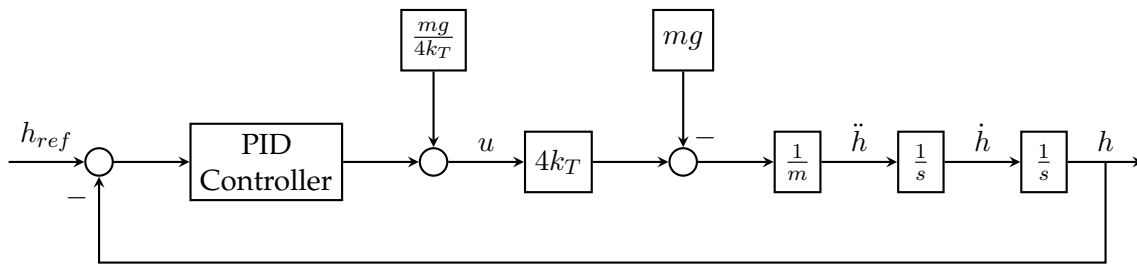 mg/4k_T
mg
h_ref
−
PID
Controller
u
4k_T
−
1/m
ḧ
1/s
ḣ
1/s
h